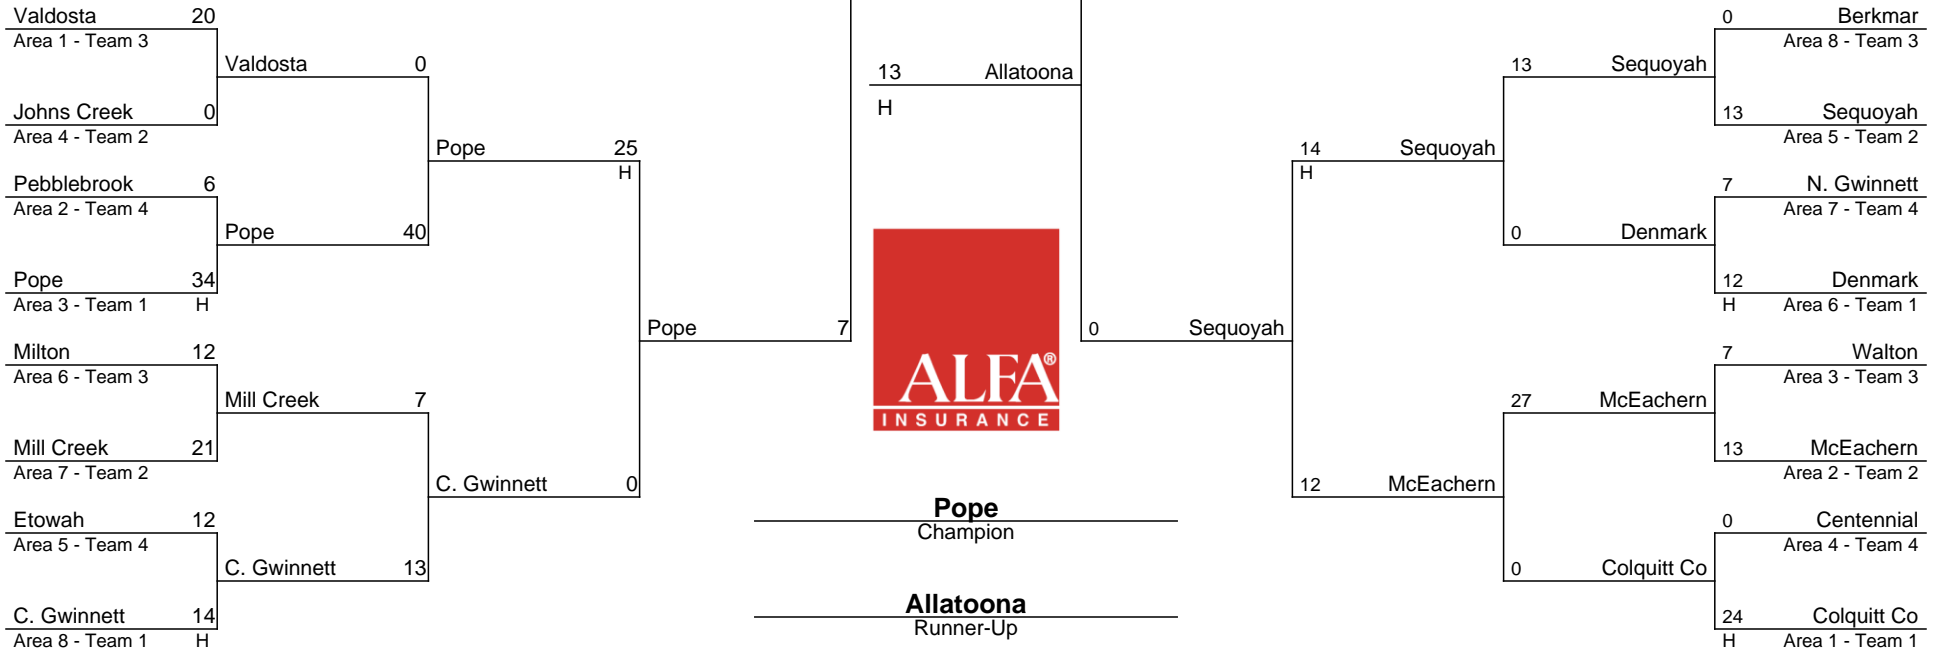 Valdosta 20
Area 1 - Team 3
Valdosta 0
Johns Creek 0
Area 4 - Team 2
Pope 25
H
Pebblebrook 6
Area 2 - Team 4
Pope 40
Pope 34
Area 3 - Team 1 H
Pope 7
Milton 12
Area 6 - Team 3
Mill Creek 7
Mill Creek 21
Area 7 - Team 2
C. Gwinnett 0
Etowah 12
Area 5 - Team 4
C. Gwinnett 13
C. Gwinnett 14
Area 8 - Team 1 H
13 Allatoona
H
ALFA®
INSURANCE
Pope
Champion
Allatoona
Runner-Up
0 Berkmar
Area 8 - Team 3
13 Sequoyah
13 Sequoyah
Area 5 - Team 2
14 Sequoyah
H
7 N. Gwinnett
Area 7 - Team 4
0 Denmark
12 Denmark
H Area 6 - Team 1
0 Sequoyah
7 Walton
Area 3 - Team 3
27 McEachern
13 McEachern
Area 2 - Team 2
12 McEachern
0 Centennial
Area 4 - Team 4
0 Colquitt Co
24 Colquitt Co
H Area 1 - Team 1